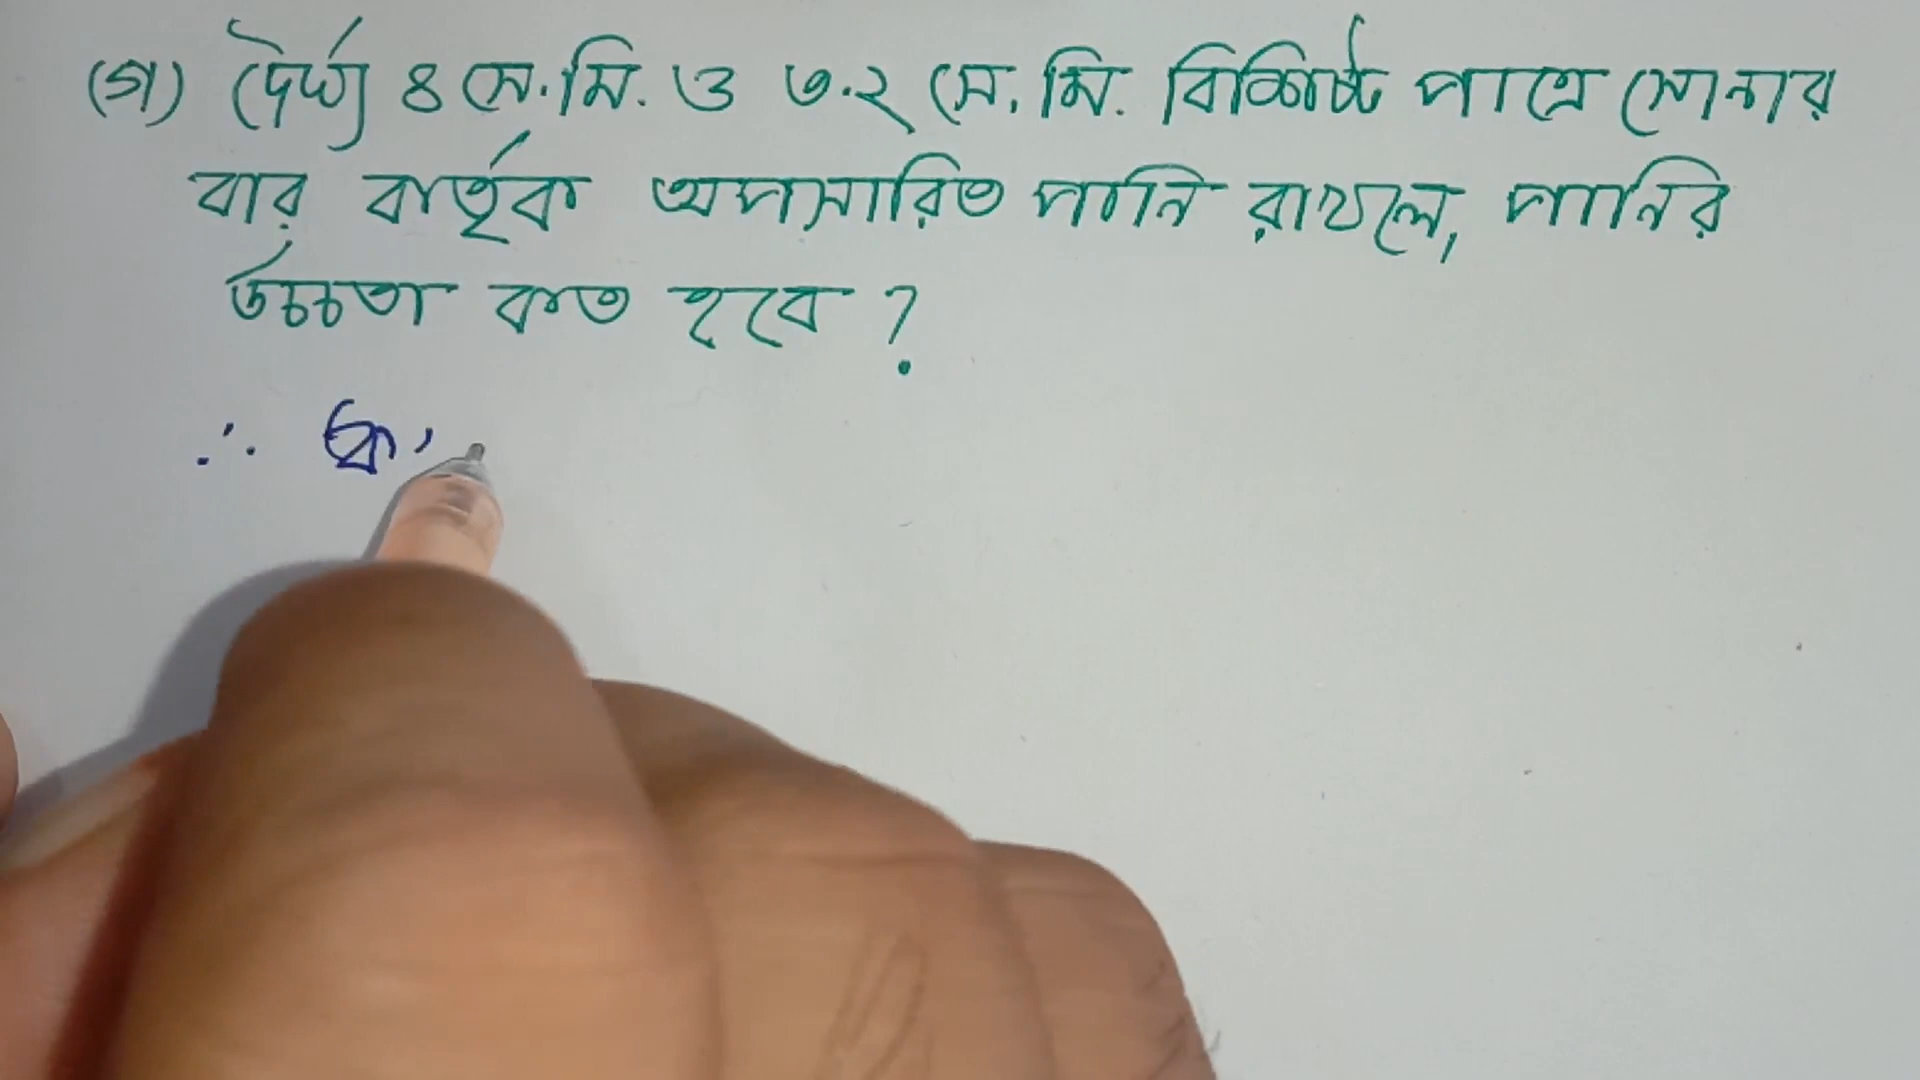 (গ) দৈর্ঘ্য ৪ সে.মি. ও ৩.২ সে.মি. বিশিষ্ট পাত্রে সোনার
বার কর্তৃক অপসারিত পানি রাখলে, পানির
উচ্চতা কত হবে?
∴ ক'